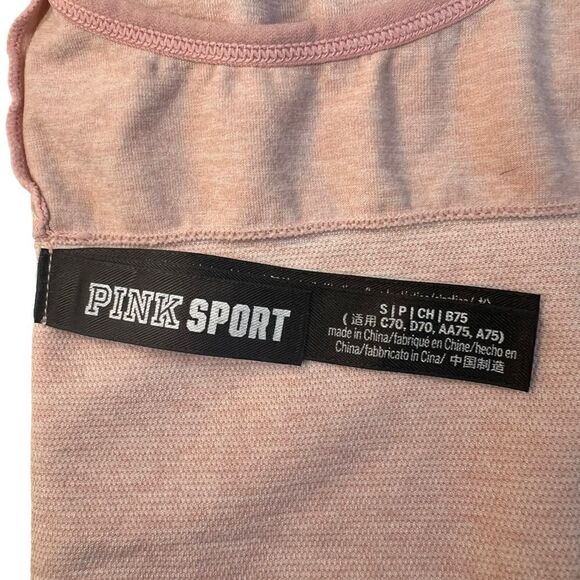 PINK SPORT
S | P | CH | B75
( 适用 C70, D70, AA75, A75)
made in China/fabriqué en Chine/hecho en
China/fabbricato in Cina/ 中国制造